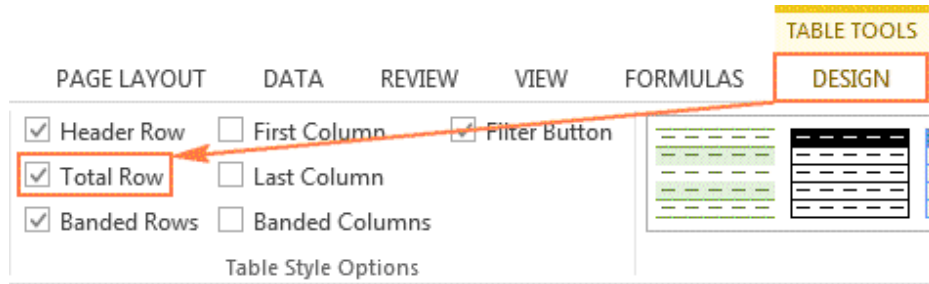 TABLE TOOLS
PAGE LAYOUT DATA REVIEW VIEW FORMULAS DESIGN
Header Row First Column Filter Button
Total Row Last Column
Banded Rows Banded Columns
Table Style Options